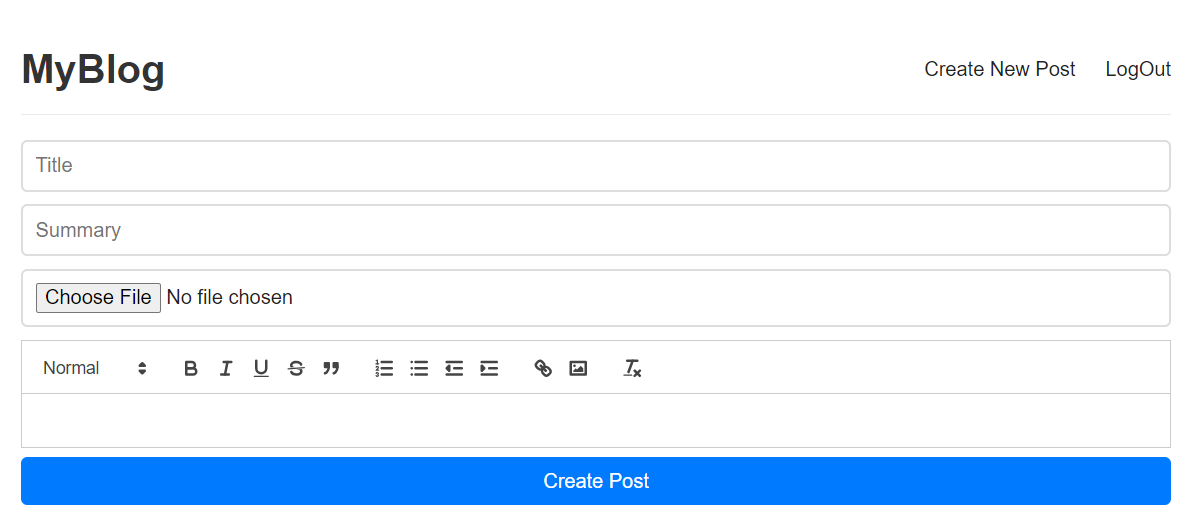 MyBlog
Create New Post LogOut
Title
Summary
Choose File No file chosen
Normal
Create Post